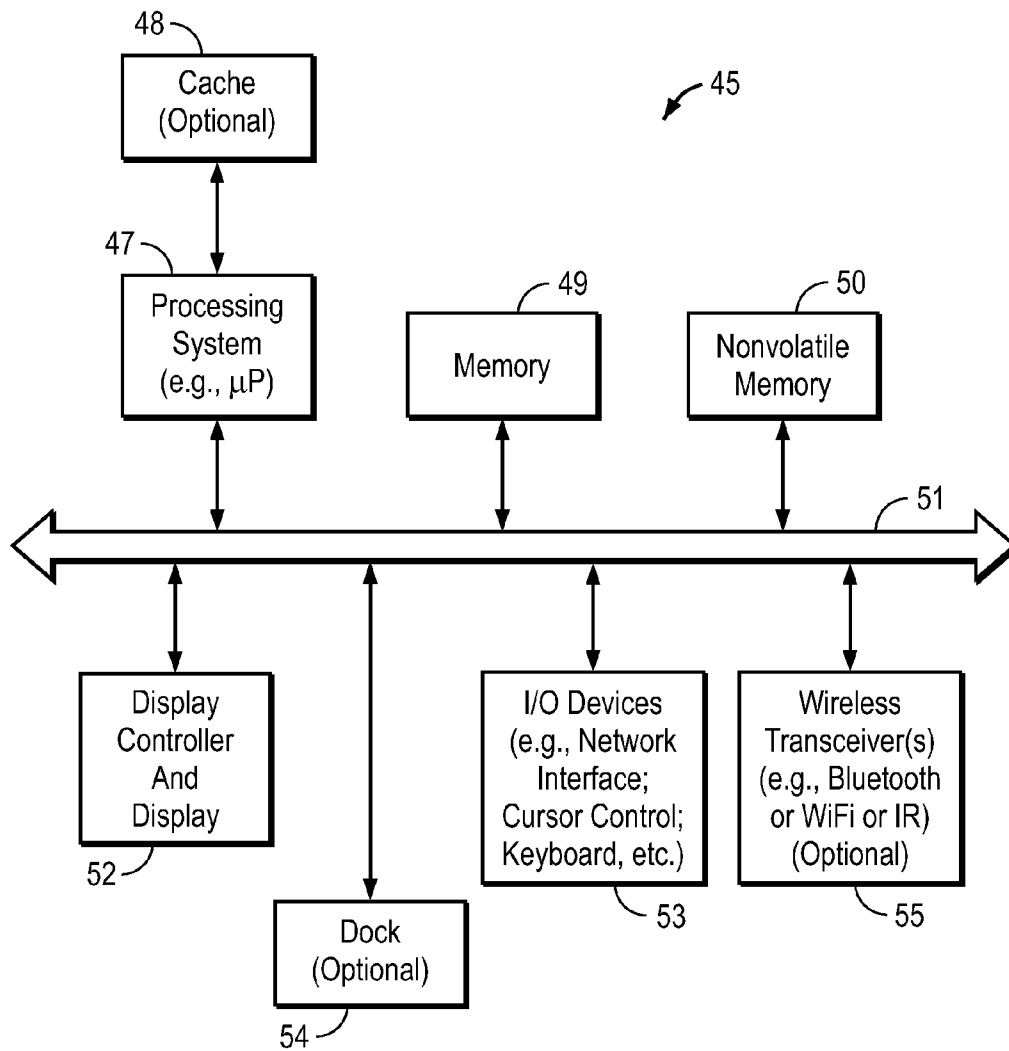 48
Cache
(Optional)
45
47
Processing
System
(e.g., μP)
49
Memory
50
Nonvolatile
Memory
51
Display
Controller
And
Display
52
Dock
(Optional)
54
I/O Devices
(e.g., Network
Interface;
Cursor Control;
Keyboard, etc.)
53
Wireless
Transceiver(s)
(e.g., Bluetooth
or WiFi or IR)
(Optional)
55